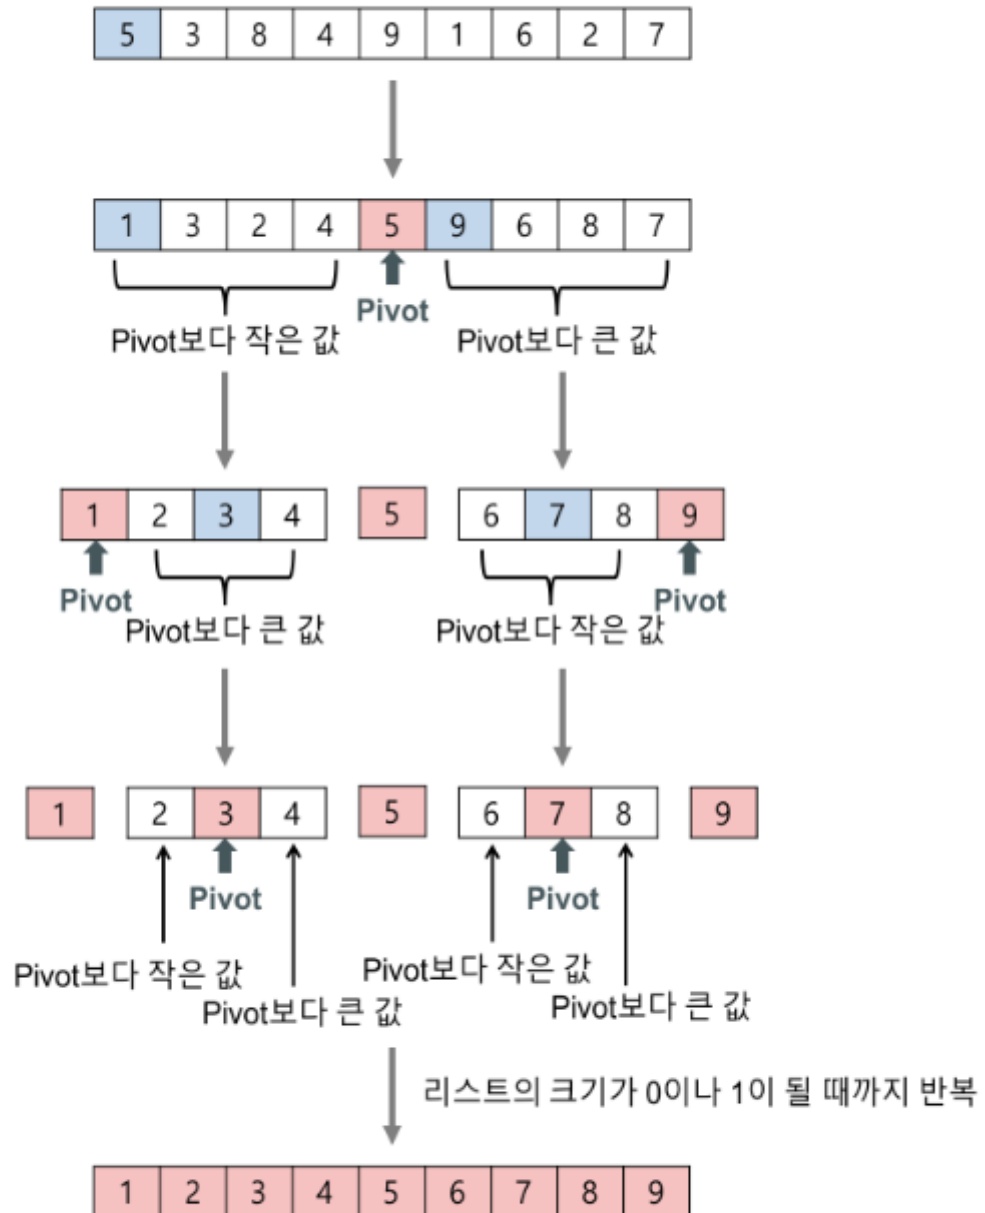 5 3 8 4 9 1 6 2 7
1 3 2 4 5 9 6 8 7
Pivot
Pivot보다 작은 값 Pivot보다 큰 값
1 2 3 4 5 6 7 8 9
Pivot Pivot
Pivot보다 큰 값 Pivot보다 작은 값
1 2 3 4 5 6 7 8 9
Pivot Pivot
Pivot보다 작은 값 Pivot보다 작은 값
Pivot보다 큰 값 Pivot보다 큰 값
리스트의 크기가 0이나 1이 될 때까지 반복
1 2 3 4 5 6 7 8 9